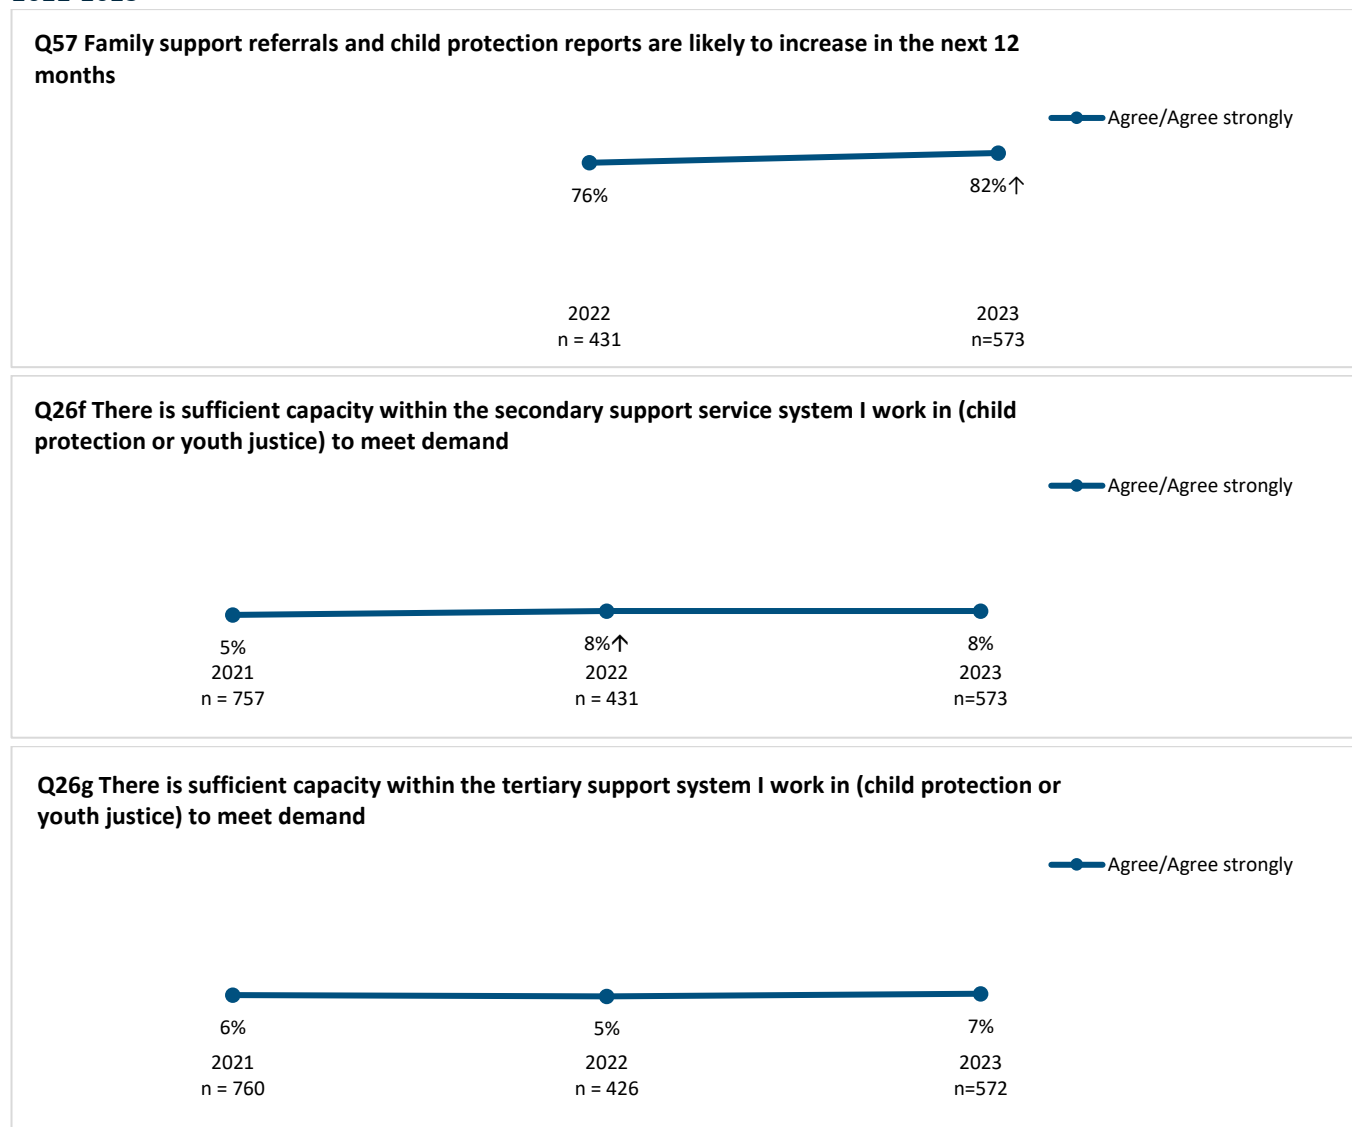 Q57 Family support referrals and child protection reports are likely to increase in the next 12
months
Agree/Agree strongly
76%
82%↑
2022
2023
n = 431
n=573
Q26f There is sufficient capacity within the secondary support service system I work in (child
protection or youth justice) to meet demand
Agree/Agree strongly
5%
8%↑
8%
2021
2022
2023
n = 757
n = 431
n=573
Q26g There is sufficient capacity within the tertiary support system I work in (child protection or
youth justice) to meet demand
Agree/Agree strongly
6%
5%
7%
2021
2022
2023
n = 760
n = 426
n=572